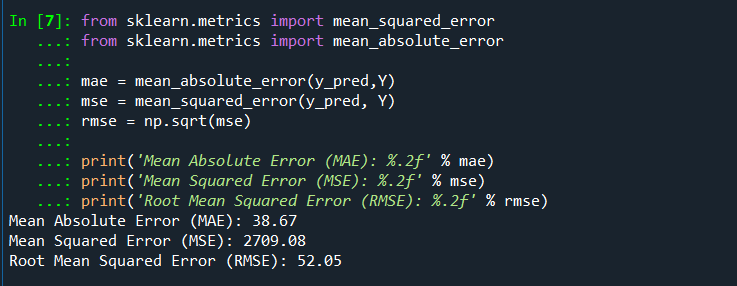 In [7]: from sklearn.metrics import mean_squared_error
...: from sklearn.metrics import mean_absolute_error
...:
...: mae = mean_absolute_error(y_pred,Y)
...: mse = mean_squared_error(y_pred, Y)
...: rmse = np.sqrt(mse)
...:
...: print('Mean Absolute Error (MAE): %.2f' % mae)
...: print('Mean Squared Error (MSE): %.2f' % mse)
...: print('Root Mean Squared Error (RMSE): %.2f' % rmse)
Mean Absolute Error (MAE): 38.67
Mean Squared Error (MSE): 2709.08
Root Mean Squared Error (RMSE): 52.05